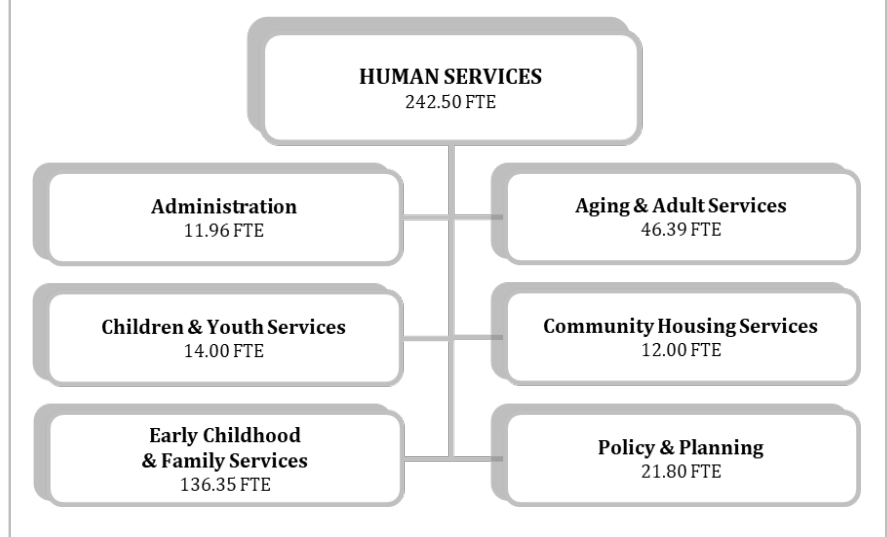 HUMAN SERVICES
242.50 FTE
Administration
11.96 FTE
Aging & Adult Services
46.39 FTE
Children & Youth Services
14.00 FTE
Community Housing Services
12.00 FTE
Early Childhood
& Family Services
136.35 FTE
Policy & Planning
21.80 FTE